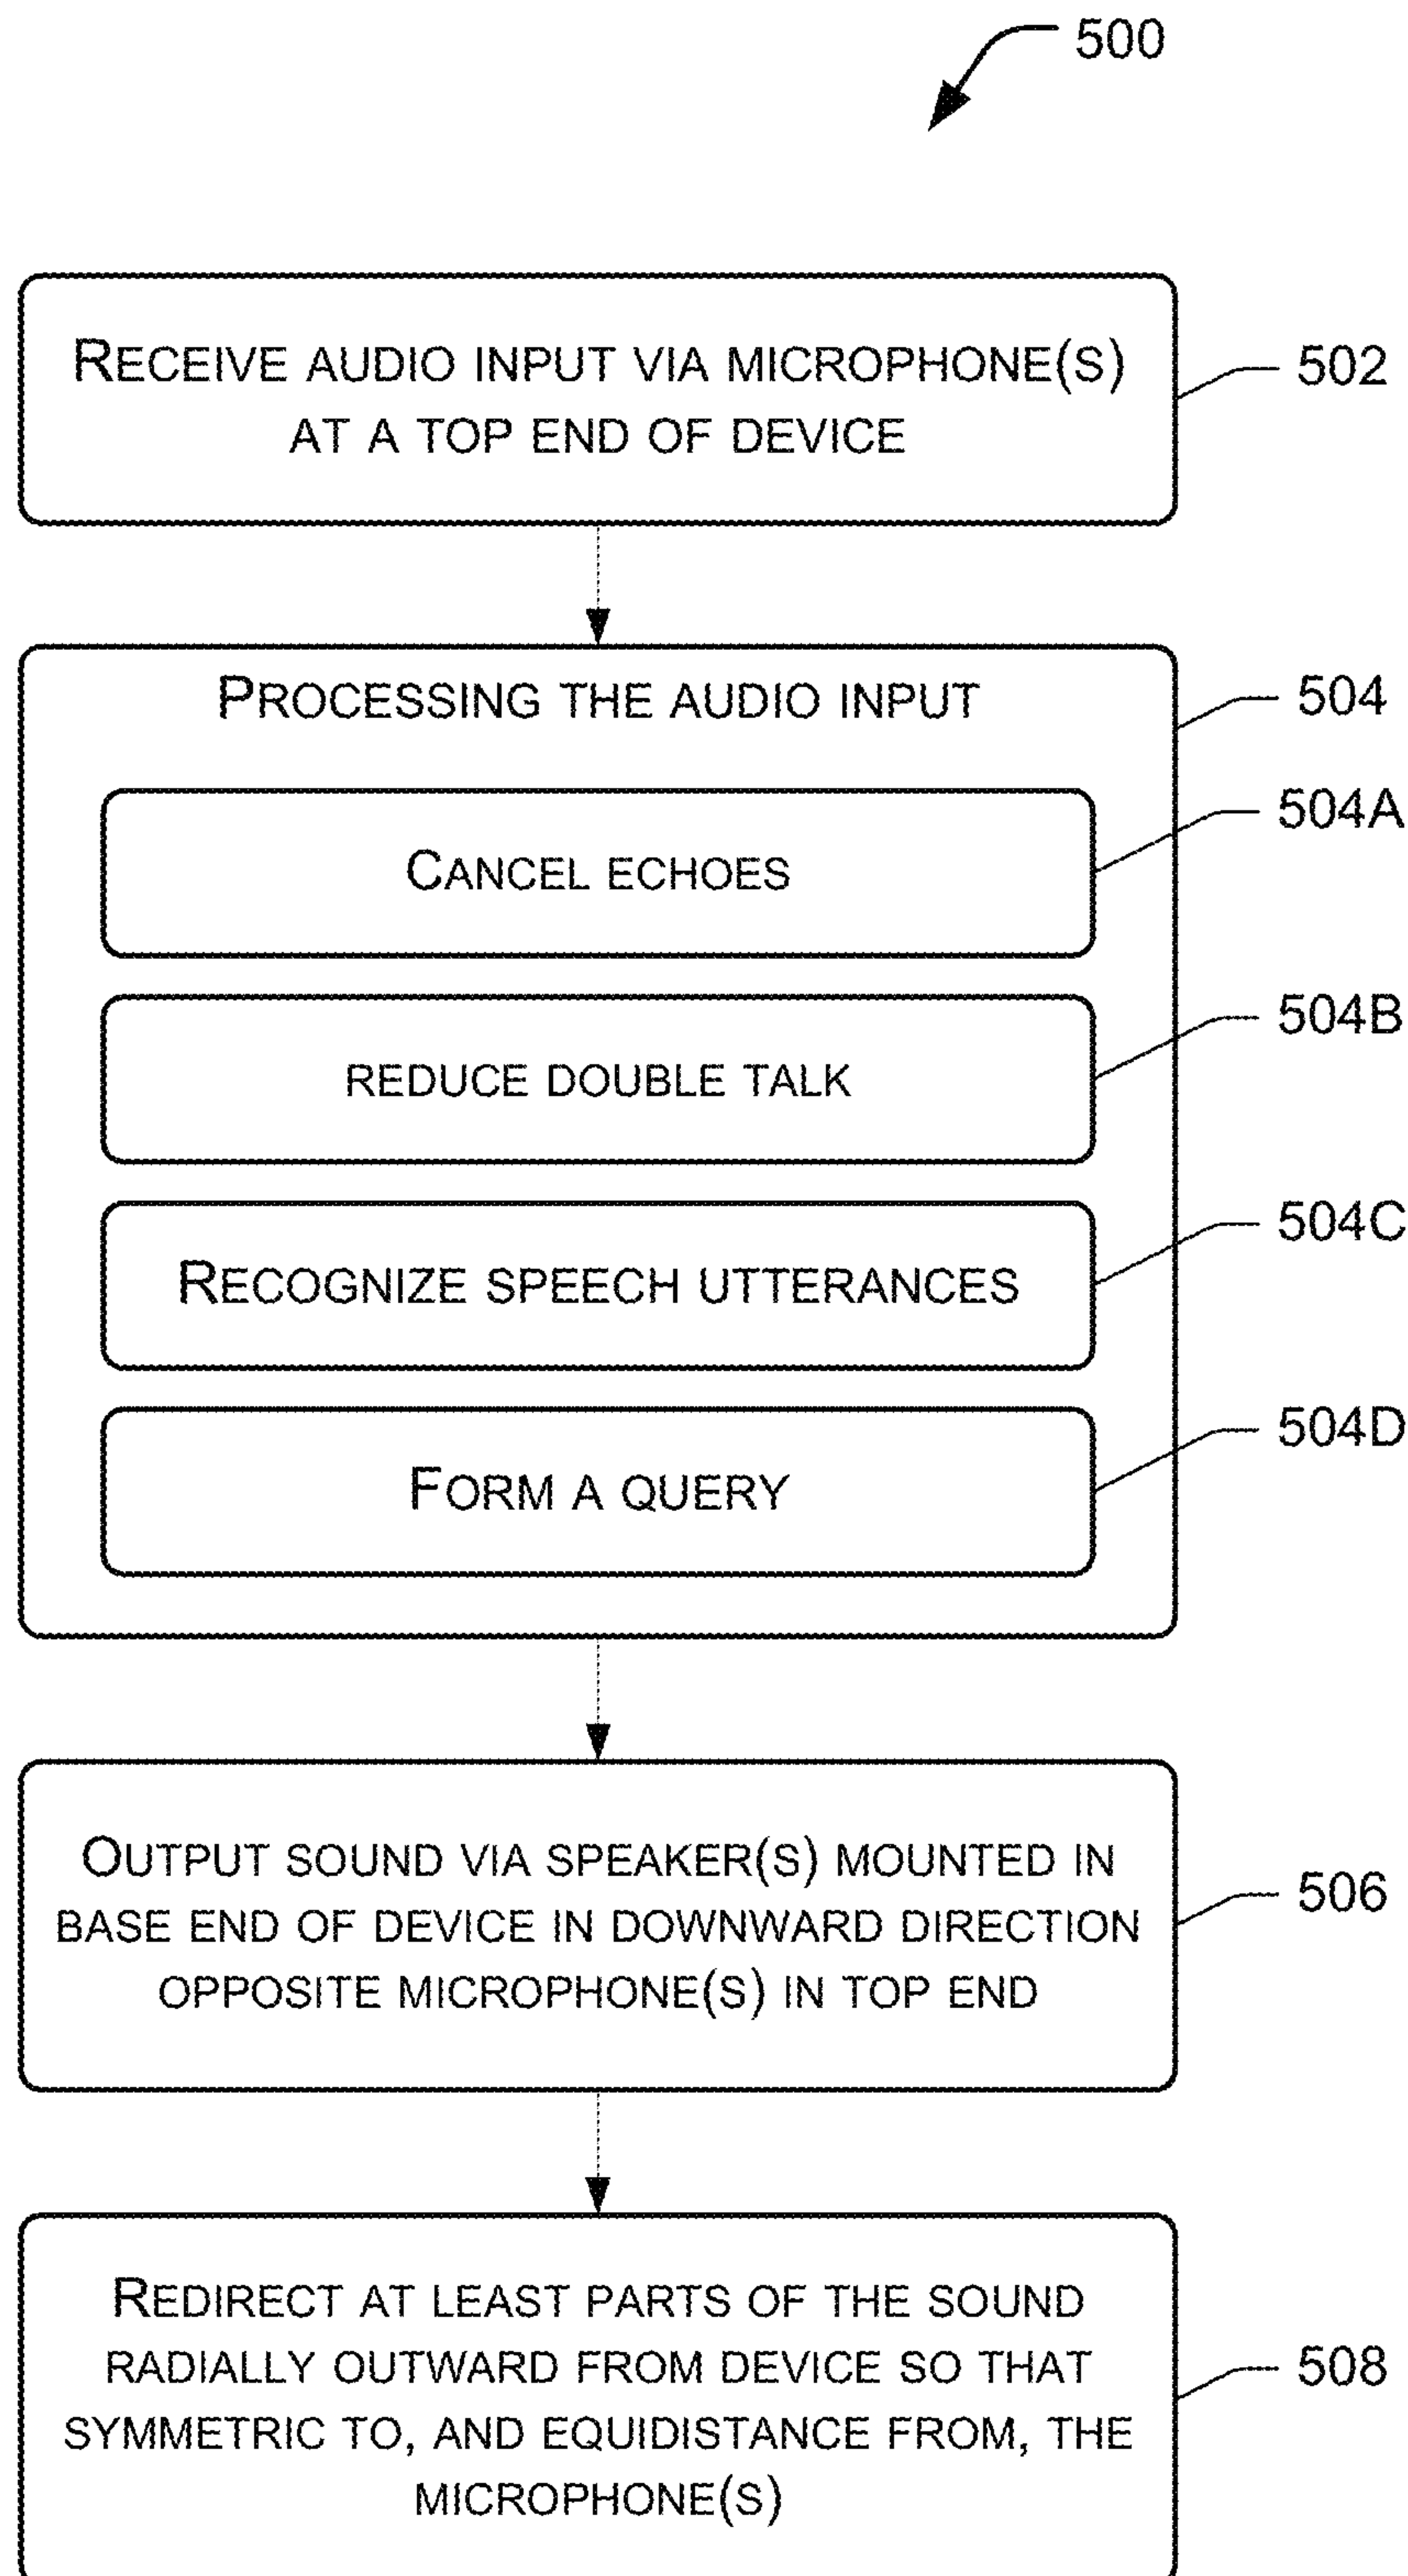 500
RECEIVE AUDIO INPUT VIA MICROPHONE(S)
AT A TOP END OF DEVICE
502
PROCESSING THE AUDIO INPUT
504
CANCEL ECHOES
504A
REDUCE DOUBLE TALK
504B
RECOGNIZE SPEECH UTTERANCES
504C
FORM A QUERY
504D
OUTPUT SOUND VIA SPEAKER(S) MOUNTED IN
BASE END OF DEVICE IN DOWNWARD DIRECTION
OPPOSITE MICROPHONE(S) IN TOP END
506
REDIRECT AT LEAST PARTS OF THE SOUND
RADIALLY OUTWARD FROM DEVICE SO THAT
SYMMETRIC TO, AND EQUIDISTANCE FROM, THE
MICROPHONE(S)
508